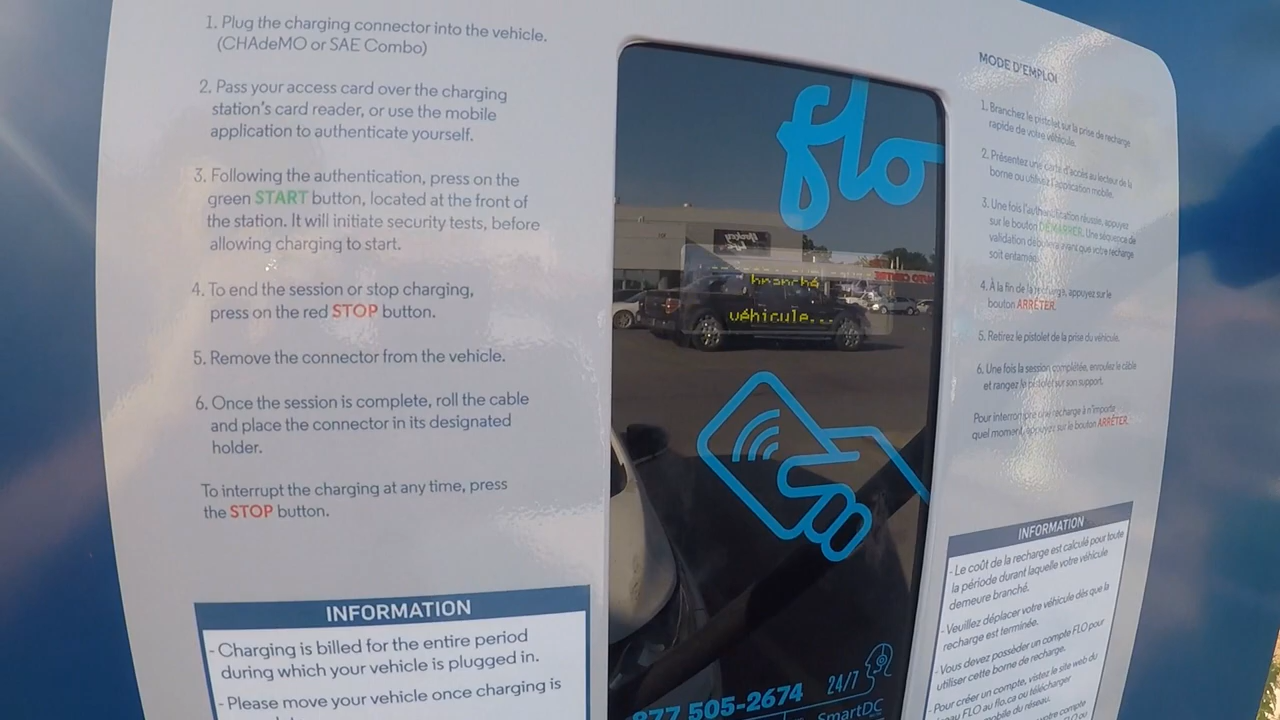 1. Plug the charging connector into the vehicle.
(CHAdeMO or SAE Combo)
2. Pass your access card over the charging
station's card reader, or use the mobile
application to authenticate yourself.
3. Following the authentication, press on the
green START button, located at the front of
the station. It will initiate security tests, before
allowing charging to start.
4. To end the session or stop charging,
press on the red STOP button.
5. Remove the connector from the vehicle.
6. Once the session is complete, roll the cable
and place the connector in its designated
holder.
To interrupt the charging at any time, press
the STOP button.
INFORMATION
- Charging is billed for the entire period
during which your vehicle is plugged in.
- Please move your vehicle once charging is
flo
branché
véhicule...
877 505-2674
24/7
SmartDC
MODE D'EMPLOI
1. Branchez le pistolet sur la prise de recharge
rapide de votre véhicule.
2. Présentez une carte d'accès au lecteur de la
borne ou utilisez l'application mobile.
3. Une fois l'authentification réussie, appuyez
sur le bouton DÉMARRER. Une séquence de
validation débutera avant que votre recharge
soit entamée.
4. À la fin de la recharge, appuyez sur le
bouton ARRÊTER.
5. Retirez le pistolet de la prise du véhicule.
6. Une fois la session complétée, enroulez le câble
et rangez le pistolet sur son support.
Pour interrompre une recharge à n'importe
quel moment, appuyez sur le bouton ARRÊTER.
INFORMATION
- Le coût de la recharge est calculé pour toute
la période durant laquelle votre véhicule
demeure branché.
- Veuillez déplacer votre véhicule dès que la
recharge est terminée.
- Vous devez posséder un compte FLO pour
utiliser cette borne de recharge.
- Pour créer un compte, visitez le site web du
réseau FLO au flo.ca ou téléchargez
mobile du réseau.
votre compte